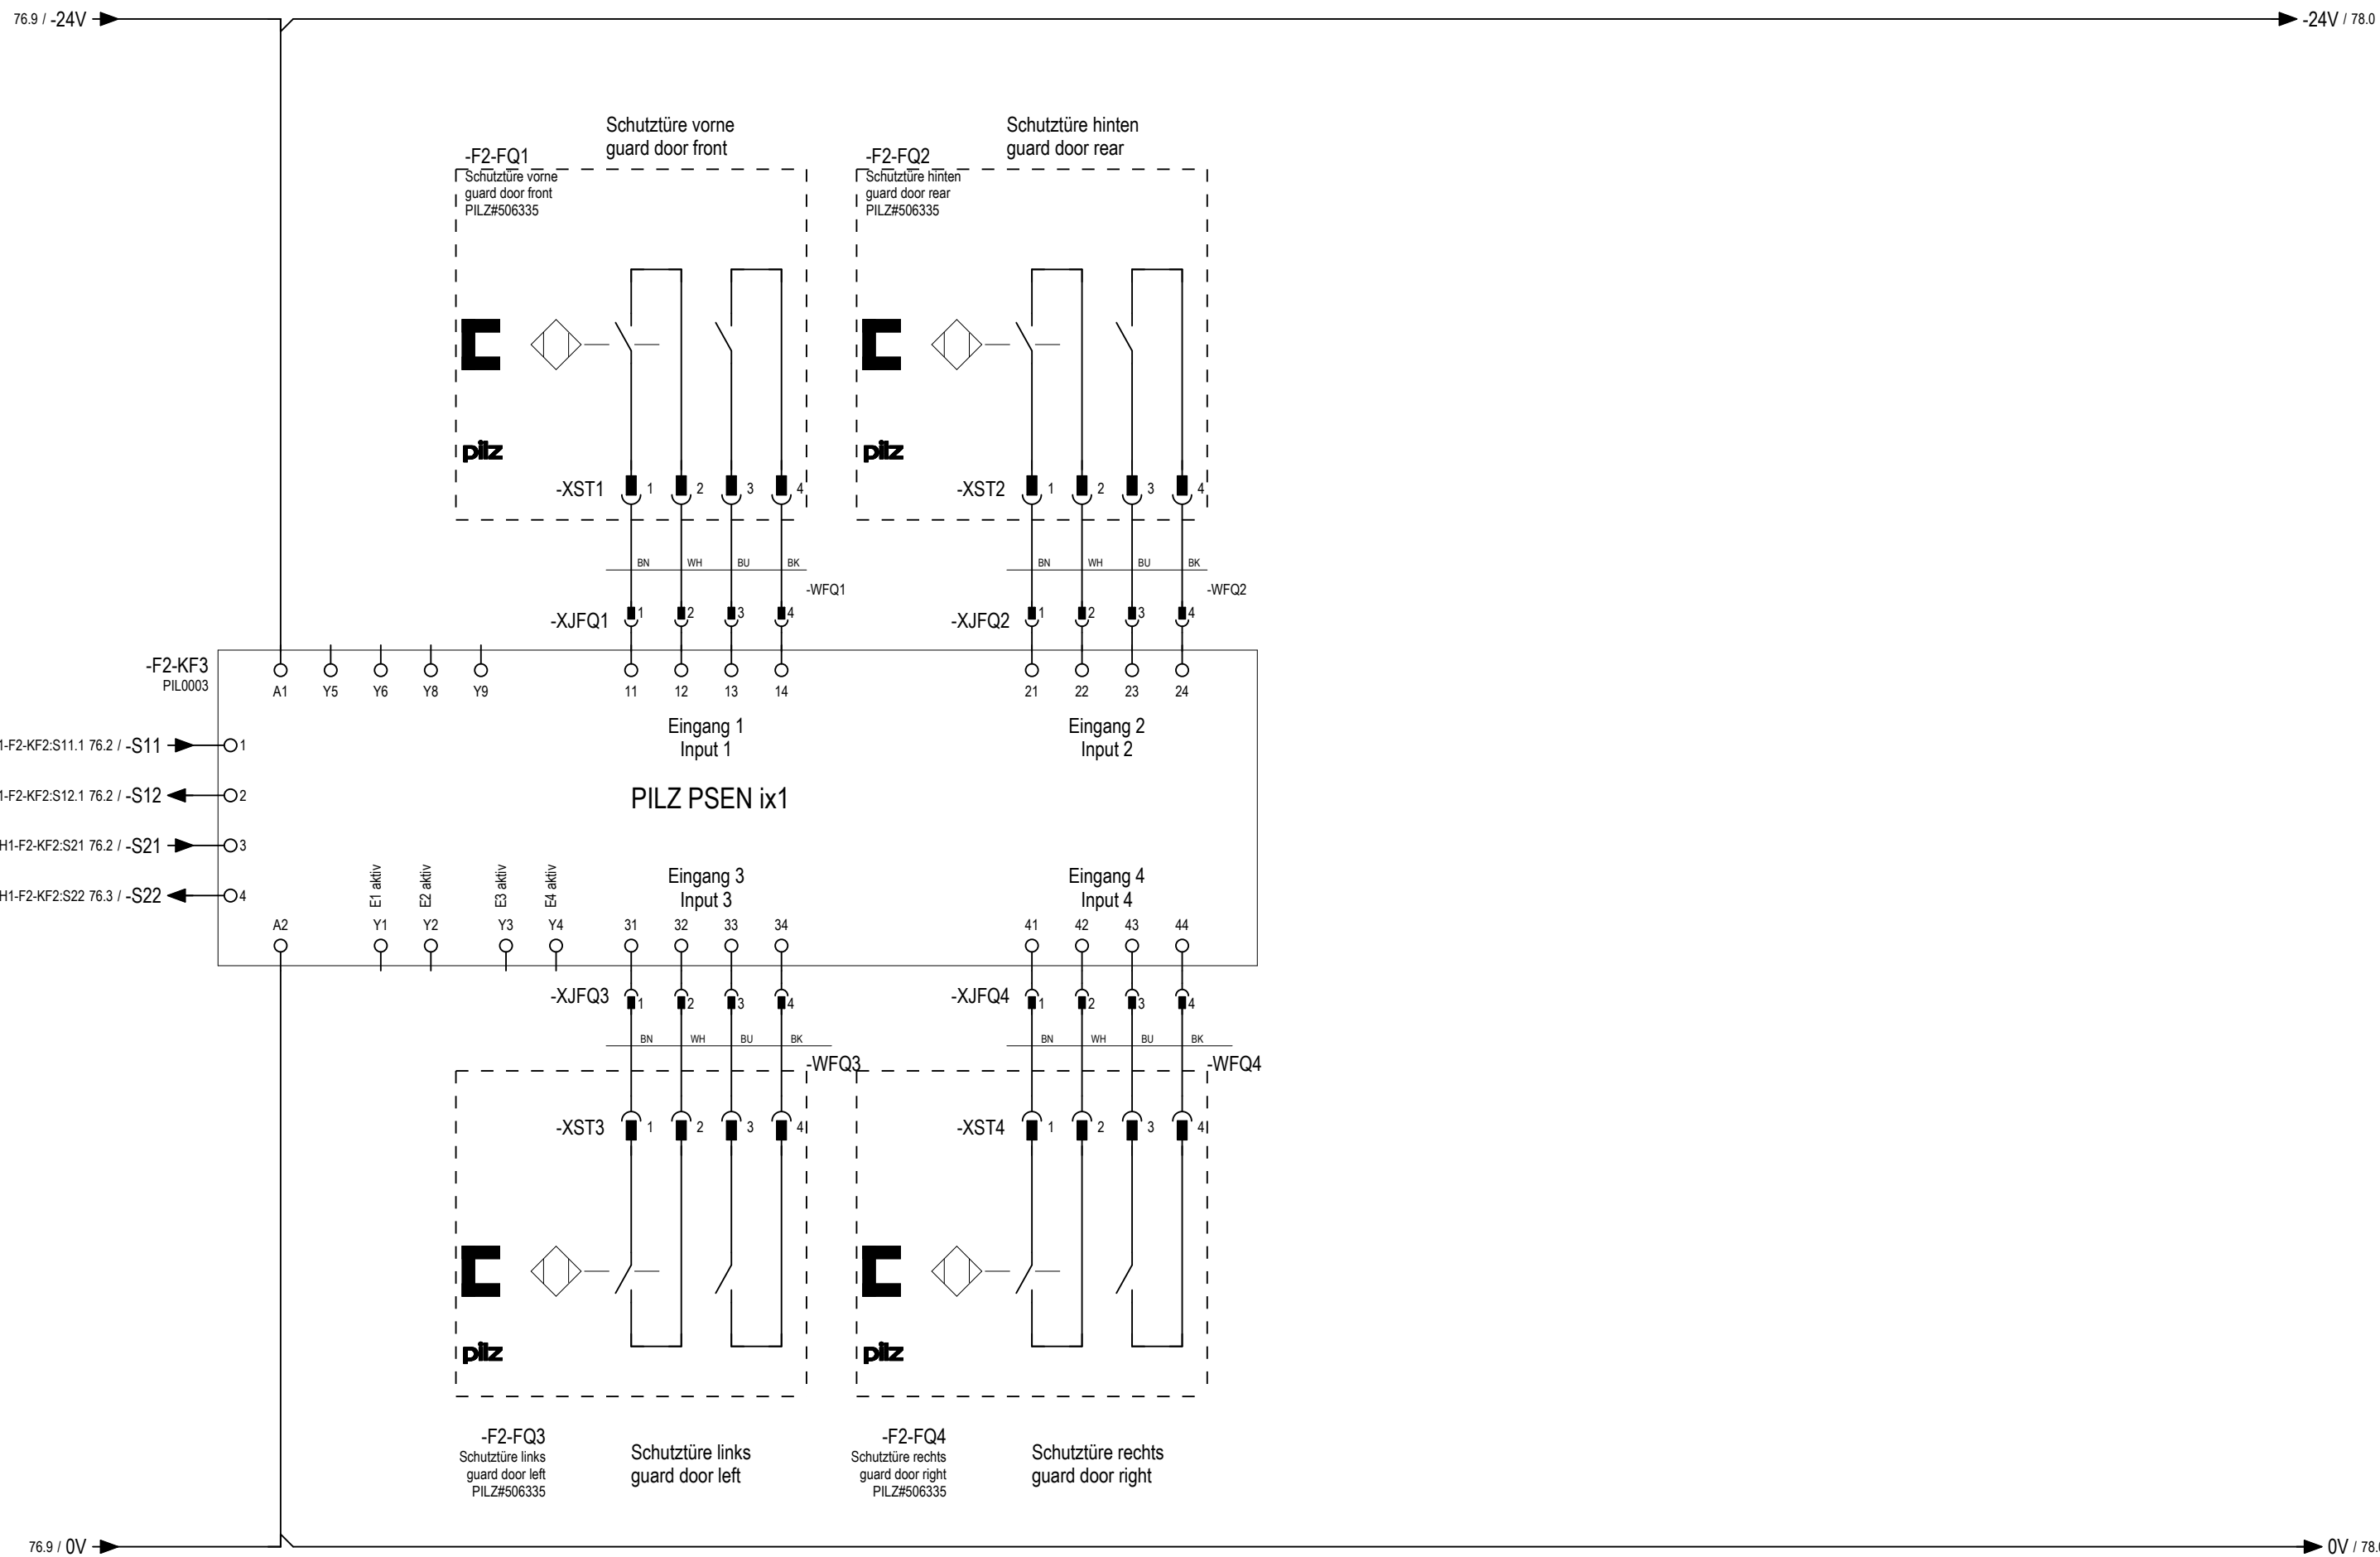 76.9 / -24V
-24V / 78.0
Schutztüre vorne
guard door front
Schutztüre hinten
guard door rear
-F2-FQ1
Schutztüre vorne
guard door front
PILZ#506335
-F2-FQ2
Schutztüre hinten
guard door rear
PILZ#506335
pilz
pilz
-XST1 1 2 3 4
-XST2 1 2 3 4
BN WH BU BK
-WFQ1
BN WH BU BK
-WFQ2
-XJFQ1 1 2 3 4
-XJFQ2 1 2 3 4
-F2-KF3
PIL0003
A1 Y5 Y6 Y8 Y9 11 12 13 14 21 22 23 24
Eingang 1
Input 1
Eingang 2
Input 2
1-F2-KF2:S11.1 76.2 / -S11 1
1-F2-KF2:S12.1 76.2 / -S12 2
PILZ PSEN ix1
H1-F2-KF2:S21 76.2 / -S21 3
H1-F2-KF2:S22 76.3 / -S22 4
E1 aktiv
E2 aktiv
E3 aktiv
E4 aktiv
Eingang 3
Input 3
Eingang 4
Input 4
A2 Y1 Y2 Y3 Y4 31 32 33 34 41 42 43 44
-XJFQ3 1 2 3 4
-XJFQ4 1 2 3 4
BN WH BU BK
-WFQ3
BN WH BU BK
-WFQ4
-XST3 1 2 3 4
-XST4 1 2 3 4
pilz
pilz
-F2-FQ3
Schutztüre links
guard door left
PILZ#506335
Schutztüre links
guard door left
-F2-FQ4
Schutztüre rechts
guard door right
PILZ#506335
Schutztüre rechts
guard door right
76.9 / 0V
0V / 78.